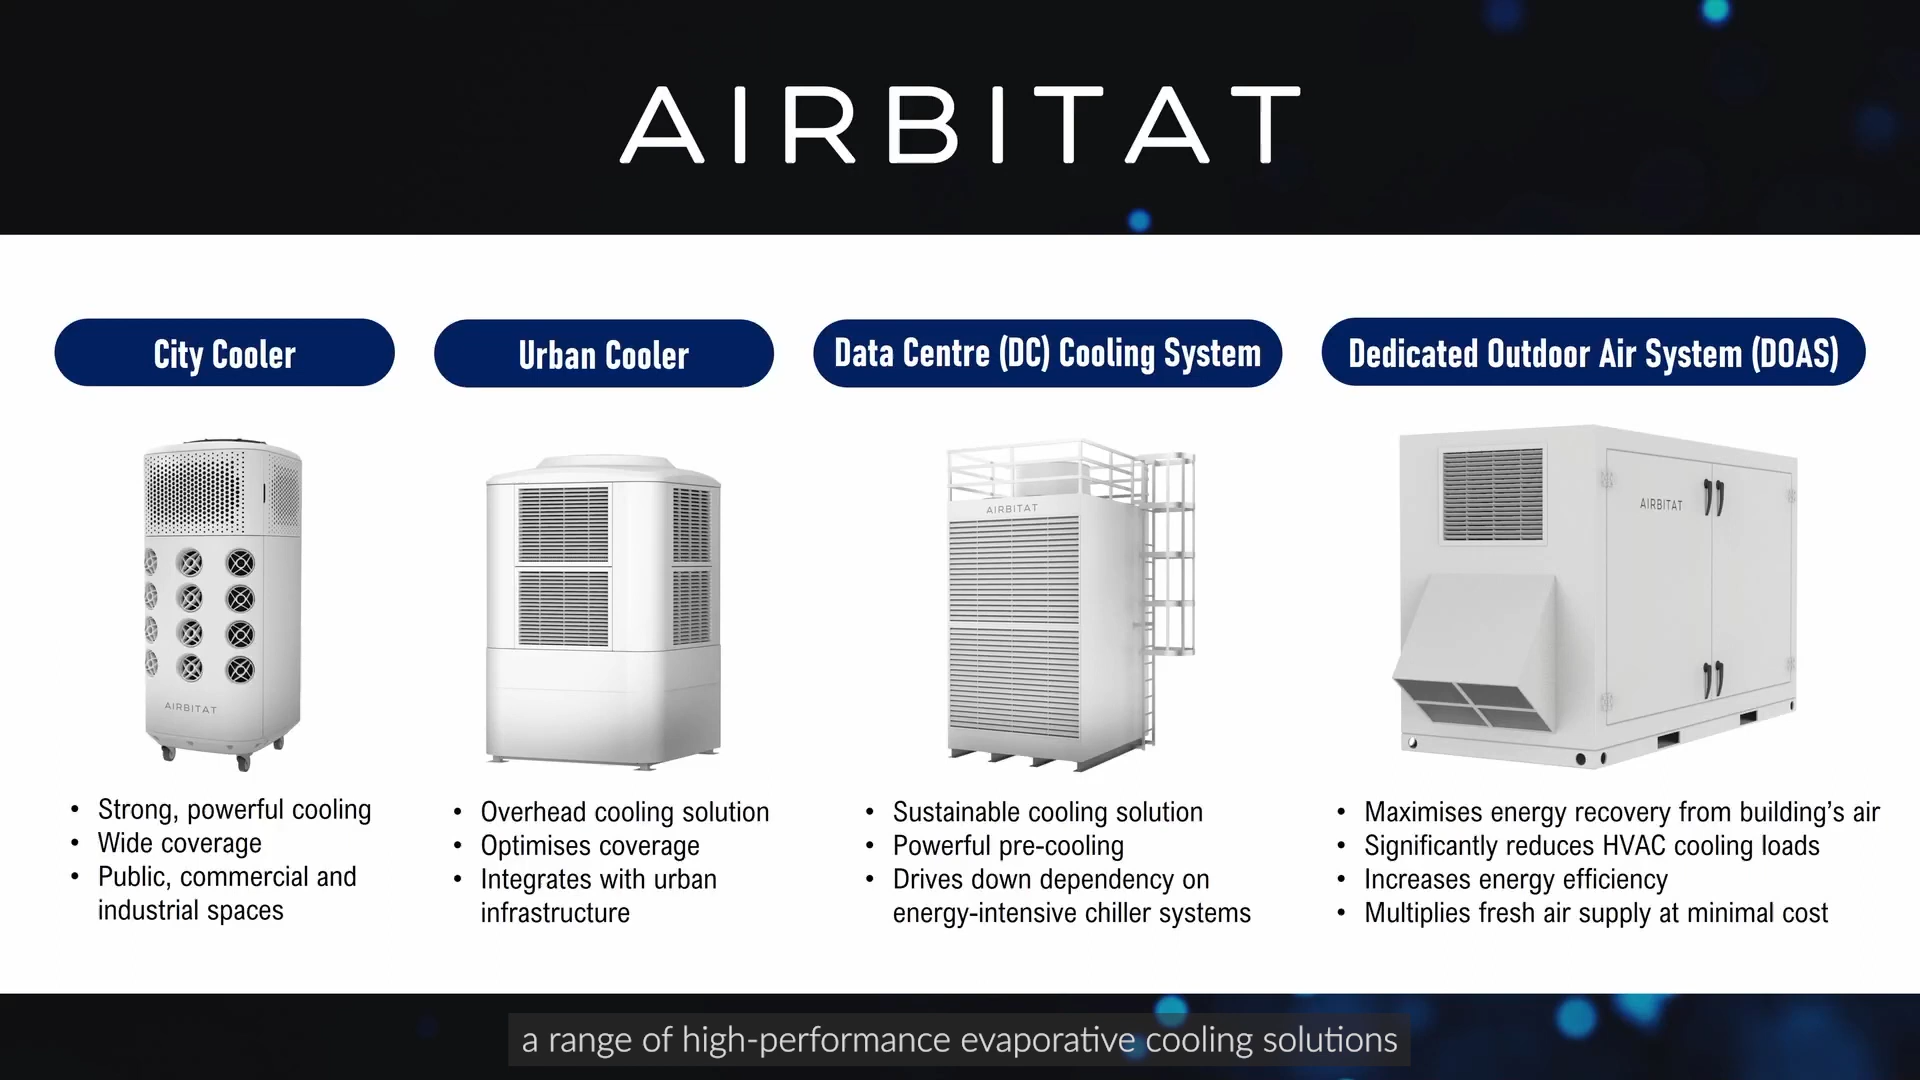 AIRBITAT
City Cooler
Urban Cooler
Data Centre (DC) Cooling System
Dedicated Outdoor Air System (DOAS)
AIRBITAT
AIRBITAT
AIRBITAT
• Strong, powerful cooling
• Wide coverage
• Public, commercial and
industrial spaces
• Overhead cooling solution
• Optimises coverage
• Integrates with urban
infrastructure
• Sustainable cooling solution
• Powerful pre-cooling
• Drives down dependency on
energy-intensive chiller systems
• Maximises energy recovery from building's air
• Significantly reduces HVAC cooling loads
• Increases energy efficiency
• Multiplies fresh air supply at minimal cost
a range of high-performance evaporative cooling solutions